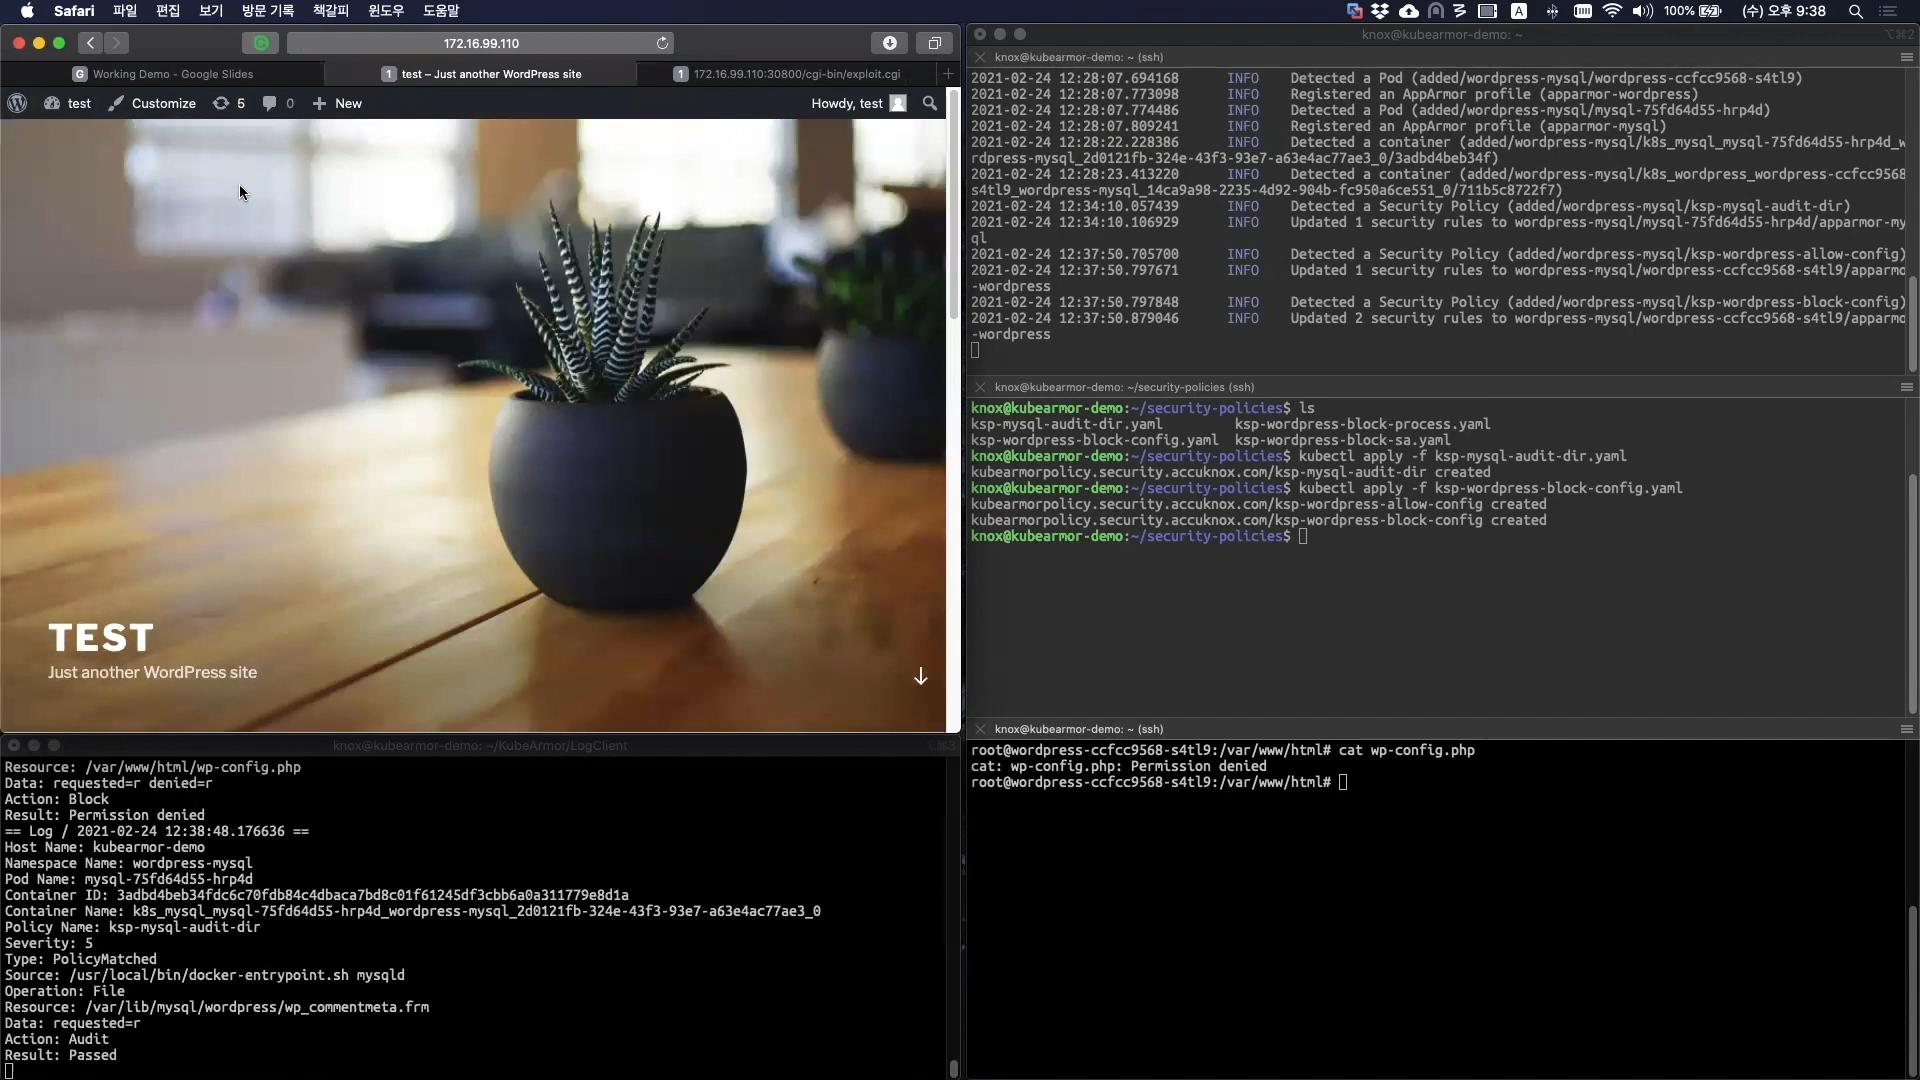 Safari 파일 편집 보기 방문 기록 책갈피 윈도우 도움말
A 100% (수) 오후 9:38
172.16.99.110
Working Demo - Google Slides
test – Just another WordPress site
172.16.99.110:30800/cgi-bin/exploit.cgi
test Customize 5 0 New Howdy, test
TEST
Just another WordPress site
knox@kubearmor-demo: ~/KubeArmor/LogClient ⌥⌘3
Resource: /var/www/html/wp-config.php
Data: requested=r denied=r
Action: Block
Result: Permission denied
== Log / 2021-02-24 12:38:48.176636 ==
Host Name: kubearmor-demo
Namespace Name: wordpress-mysql
Pod Name: mysql-75fd64d55-hrp4d
Container ID: 3adbd4beb34fdc6c70fdb84c4dbaca7bd8c01f61245df3cbb6a0a311779e8d1a
Container Name: k8s_mysql_mysql-75fd64d55-hrp4d_wordpress-mysql_2d0121fb-324e-43f3-93e7-a63e4ac77ae3_0
Policy Name: ksp-mysql-audit-dir
Severity: 5
Type: PolicyMatched
Source: /usr/local/bin/docker-entrypoint.sh mysqld
Operation: File
Resource: /var/lib/mysql/wordpress/wp_commentmeta.frm
Data: requested=r
Action: Audit
Result: Passed
knox@kubearmor-demo: ~ ⌥⌘2
knox@kubearmor-demo: ~ (ssh)
2021-02-24 12:28:07.694168 INFO Detected a Pod (added/wordpress-mysql/wordpress-ccfcc9568-s4tl9)
2021-02-24 12:28:07.773098 INFO Registered an AppArmor profile (apparmor-wordpress)
2021-02-24 12:28:07.774486 INFO Detected a Pod (added/wordpress-mysql/mysql-75fd64d55-hrp4d)
2021-02-24 12:28:07.809241 INFO Registered an AppArmor profile (apparmor-mysql)
2021-02-24 12:28:22.228386 INFO Detected a container (added/wordpress-mysql/k8s_mysql_mysql-75fd64d55-hrp4d_w
rdpress-mysql_2d0121fb-324e-43f3-93e7-a63e4ac77ae3_0/3adbd4beb34f)
2021-02-24 12:28:23.413220 INFO Detected a container (added/wordpress-mysql/k8s_wordpress_wordpress-ccfcc9568
s4tl9_wordpress-mysql_14ca9a98-2235-4d92-904b-fc950a6ce551_0/711b5c8722f7)
2021-02-24 12:34:10.057439 INFO Detected a Security Policy (added/wordpress-mysql/ksp-mysql-audit-dir)
2021-02-24 12:34:10.106929 INFO Updated 1 security rules to wordpress-mysql/mysql-75fd64d55-hrp4d/apparmor-my
ql
2021-02-24 12:37:50.705700 INFO Detected a Security Policy (added/wordpress-mysql/ksp-wordpress-allow-config)
2021-02-24 12:37:50.797671 INFO Updated 1 security rules to wordpress-mysql/wordpress-ccfcc9568-s4tl9/apparmo
-wordpress
2021-02-24 12:37:50.797848 INFO Detected a Security Policy (added/wordpress-mysql/ksp-wordpress-block-config)
2021-02-24 12:37:50.879046 INFO Updated 2 security rules to wordpress-mysql/wordpress-ccfcc9568-s4tl9/apparmo
-wordpress
knox@kubearmor-demo: ~/security-policies (ssh)
knox@kubearmor-demo:~/security-policies$ ls
ksp-mysql-audit-dir.yaml ksp-wordpress-block-process.yaml
ksp-wordpress-block-config.yaml ksp-wordpress-block-sa.yaml
knox@kubearmor-demo:~/security-policies$ kubectl apply -f ksp-mysql-audit-dir.yaml
kubearmorpolicy.security.accuknox.com/ksp-mysql-audit-dir created
knox@kubearmor-demo:~/security-policies$ kubectl apply -f ksp-wordpress-block-config.yaml
kubearmorpolicy.security.accuknox.com/ksp-wordpress-allow-config created
kubearmorpolicy.security.accuknox.com/ksp-wordpress-block-config created
knox@kubearmor-demo:~/security-policies$
knox@kubearmor-demo: ~ (ssh)
root@wordpress-ccfcc9568-s4tl9:/var/www/html# cat wp-config.php
cat: wp-config.php: Permission denied
root@wordpress-ccfcc9568-s4tl9:/var/www/html#